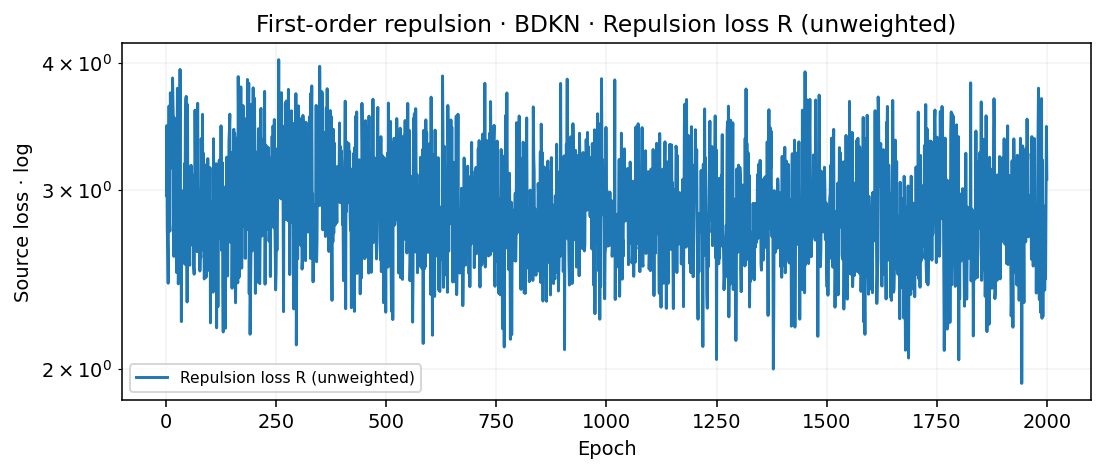 First-order repulsion · BDKN · Repulsion loss R (unweighted)
Source loss · log
4 × 10⁰
3 × 10⁰
2 × 10⁰
Repulsion loss R (unweighted)
0 250 500 750 1000 1250 1500 1750 2000
Epoch